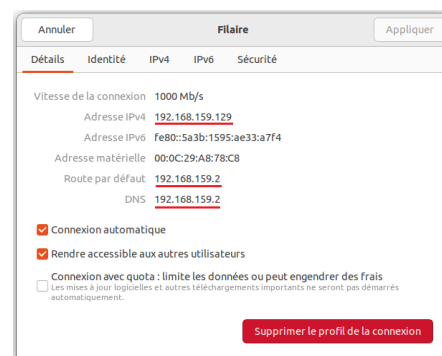 Annuler Filaire Appliquer
Détails Identité IPv4 IPv6 Sécurité
Vitesse de la connexion 1000 Mb/s
Adresse IPv4 192.168.159.129
Adresse IPv6 fe80::5a3b:1595:ae33:a7f4
Adresse matérielle 00:0C:29:A8:78:C8
Route par défaut 192.168.159.2
DNS 192.168.159.2
Connexion automatique
Rendre accessible aux autres utilisateurs
Connexion avec quota : limite les données ou peut engendrer des frais
Les mises à jour logicielles et autres téléchargements importants ne seront pas démarrés
automatiquement.
Supprimer le profil de la connexion